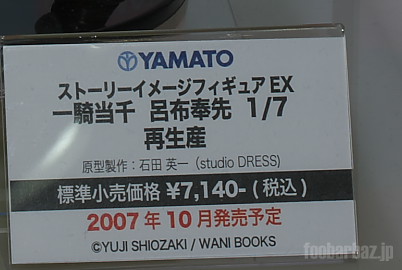 YAMATO
ストーリーイメージフィギュアEX
一騎当千 呂布奉先 1/7
再生産
原型製作：石田 英一（studio DRESS)
標準小売価格 ¥7,140-（税込）
2007年10月発売予定
©YUJI SHIOZAKI / WANI BOOKS
foobarbaz.jp